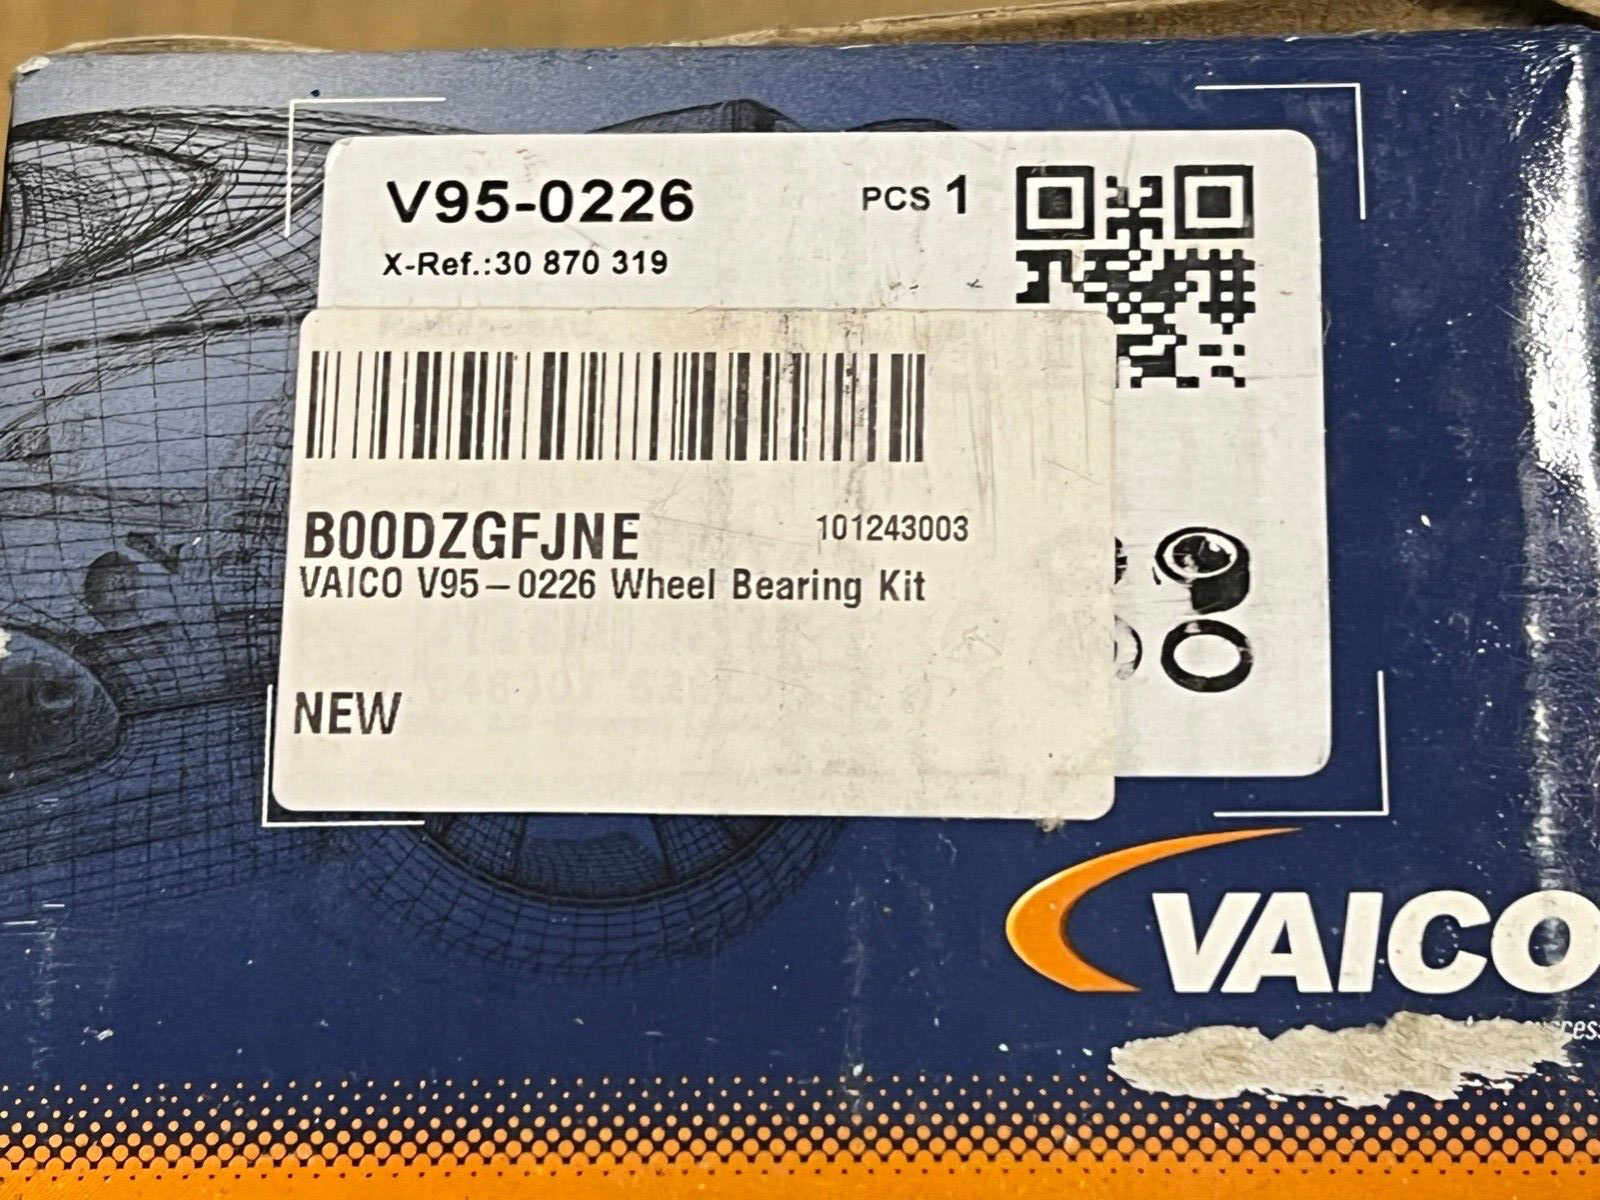 V95-0226
PCS 1
X-Ref.:30 870 319
B00DZGFJNE
101243003
VAICO V95-0226 Wheel Bearing Kit
NEW
VAICO